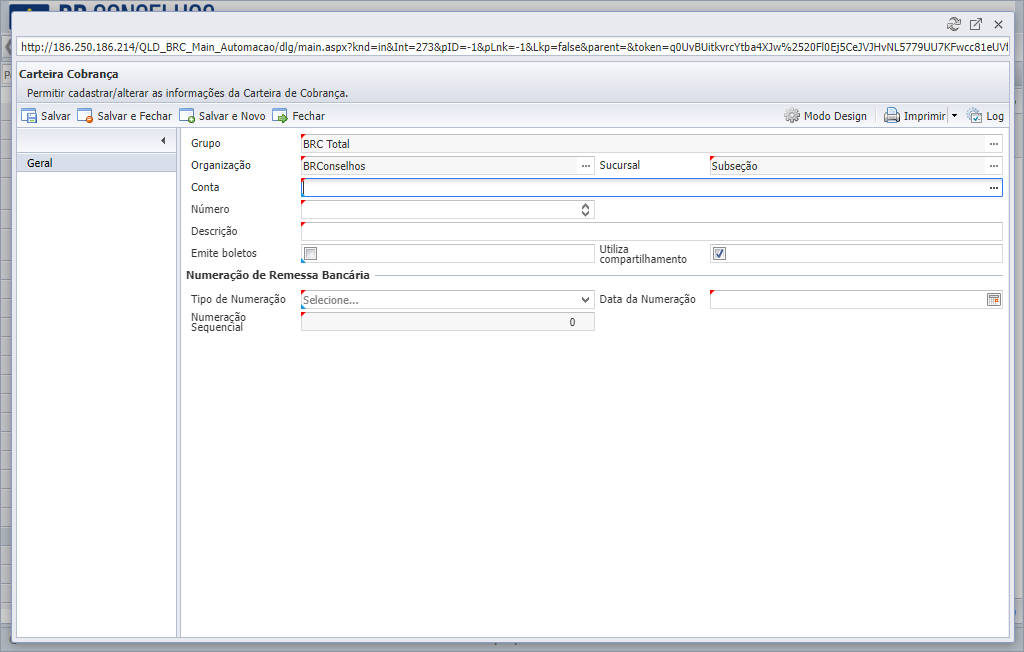 BR CONSELHOS
http://186.250.186.214/QLD_BRC_Main_Automacao/dlg/main.aspx?knd=in&Int=273&pID=-1&pLnk=-1&Lkp=false&parent=&token=q0UvBUitkvrcYtba4XJw%2520Fl0Ej5CeJVJHvNL5779UU7KFwcc81eUVf
Carteira Cobrança
Permitir cadastrar/alterar as informações da Carteira de Cobrança.
Salvar Salvar e Fechar Salvar e Novo Fechar Modo Design Imprimir Log
Geral
Grupo BRC Total
Organização BRConselhos Sucursal Subseção
Conta
Número
Descrição
Emite boletos Utiliza compartilhamento
Numeração de Remessa Bancária
Tipo de Numeração Selecione... Data da Numeração
Numeração Sequencial 0